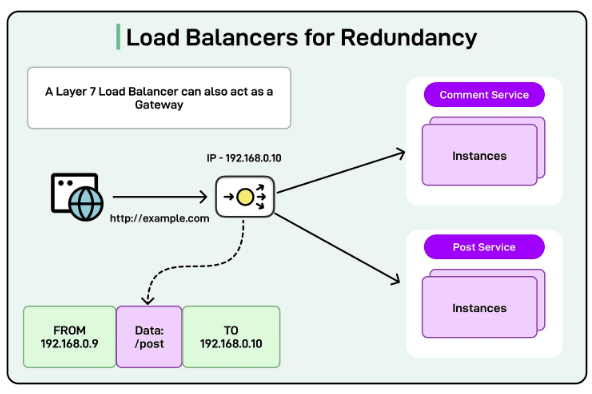 Load Balancers for Redundancy
A Layer 7 Load Balancer can also act as a
Gateway
Comment Service
IP - 192.168.0.10
Instances
http://example.com
Post Service
Instances
FROM
192.168.0.9
Data:
/post
TO
192.168.0.10